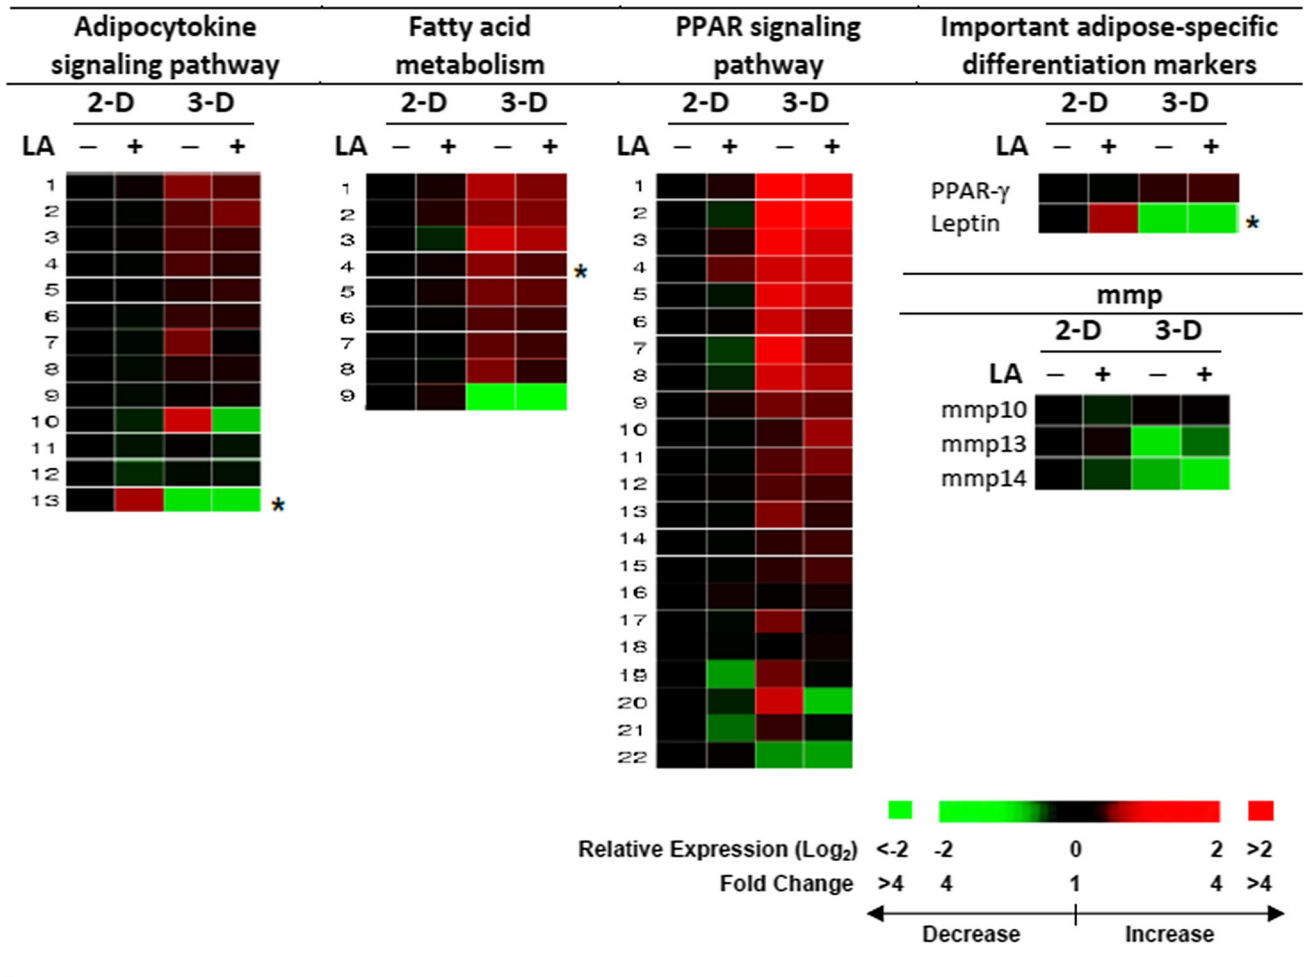 Adipocytokine
signaling pathway
2-D 3-D
LA − + − +
1
2
3
4
5
6
7
8
9
10
11
12
13 *
Fatty acid
metabolism
2-D 3-D
LA − + − +
1
2
3
4 *
5
6
7
8
9
PPAR signaling
pathway
2-D 3-D
LA − + − +
1
2
3
4
5
6
7
8
9
10
11
12
13
14
15
16
17
18
19
20
21
22
Important adipose-specific
differentiation markers
2-D 3-D
LA − + − +
PPAR-γ
Leptin *
mmp
2-D 3-D
LA − + − +
mmp10
mmp13
mmp14
Relative Expression (Log₂) <-2 -2 0 2 >2
Fold Change >4 4 1 4 >4
Decrease Increase